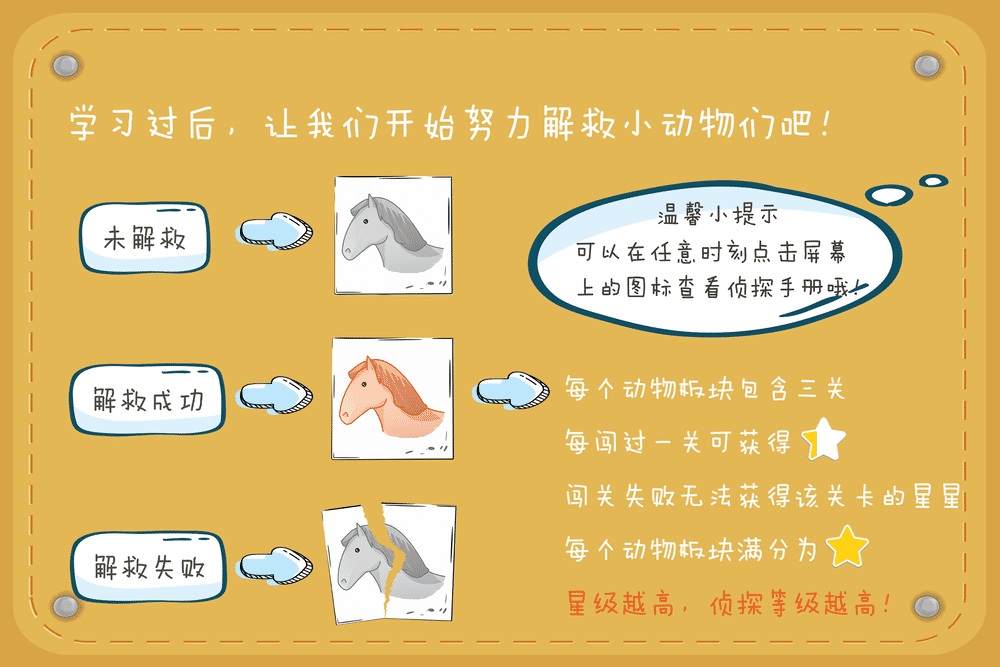 学习过后，让我们开始努力解救小动物们吧！
未解救
温馨小提示
可以在任意时刻点击屏幕
上的图标查看侦探手册哦！
解救成功
每个动物板块包含三关
每闯过一关可获得
闯关失败无法获得该关卡的星星
解救失败
每个动物板块满分为
星级越高，侦探等级越高！